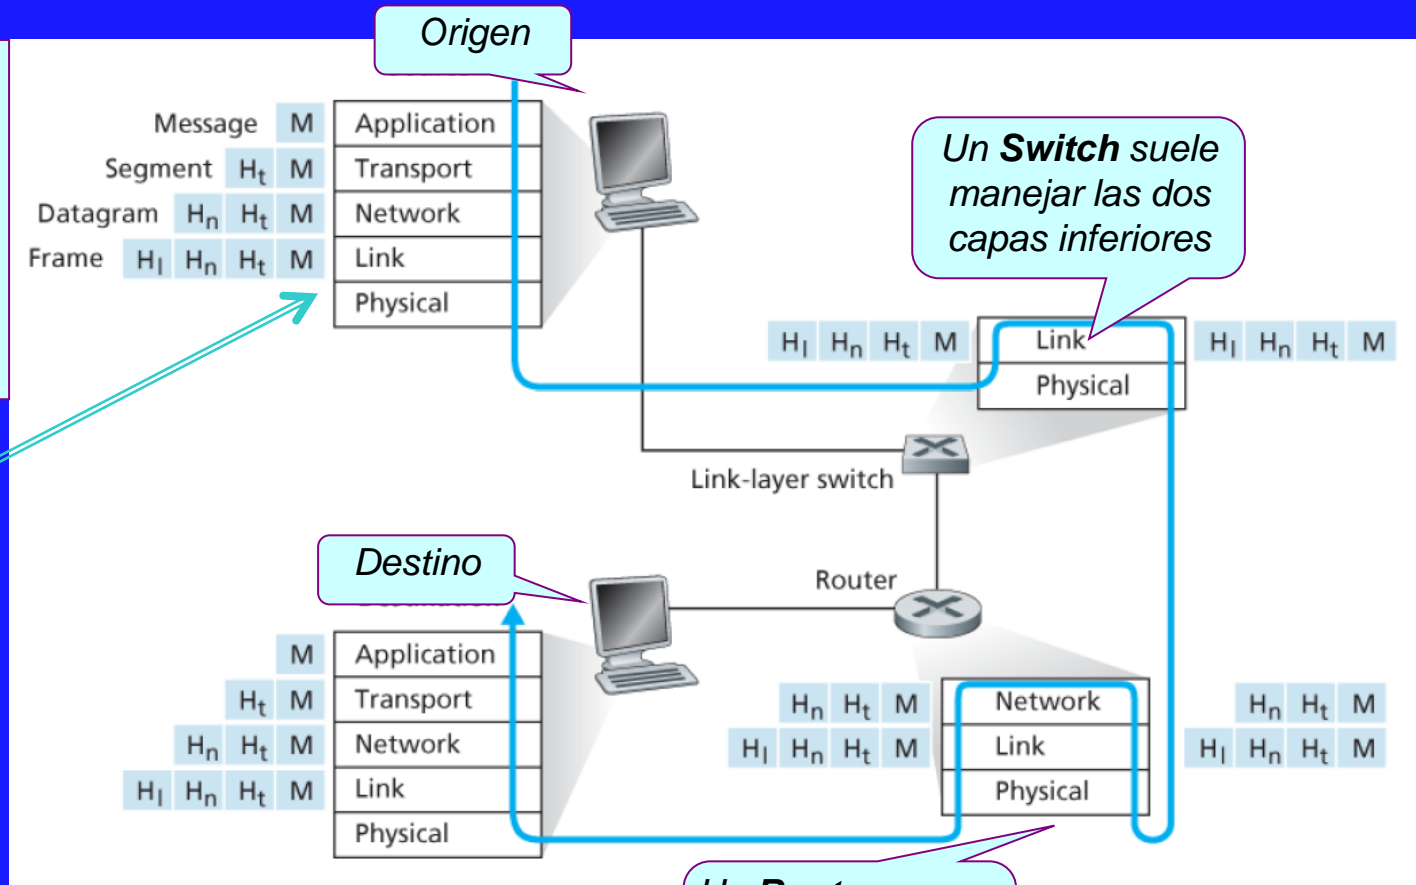 Origen
Message M Application
Segment Ht M Transport
Datagram Hn Ht M Network
Frame Hl Hn Ht M Link
Physical
Un Switch suele
manejar las dos
capas inferiores
Hl Hn Ht M Link Hl Hn Ht M
Physical
Link-layer switch
Destino
Router
M Application
Ht M Transport
Hn Ht M Network
Hl Hn Ht M Link
Physical
Hn Ht M Network Hn Ht M
Hl Hn Ht M Link Hl Hn Ht M
Physical